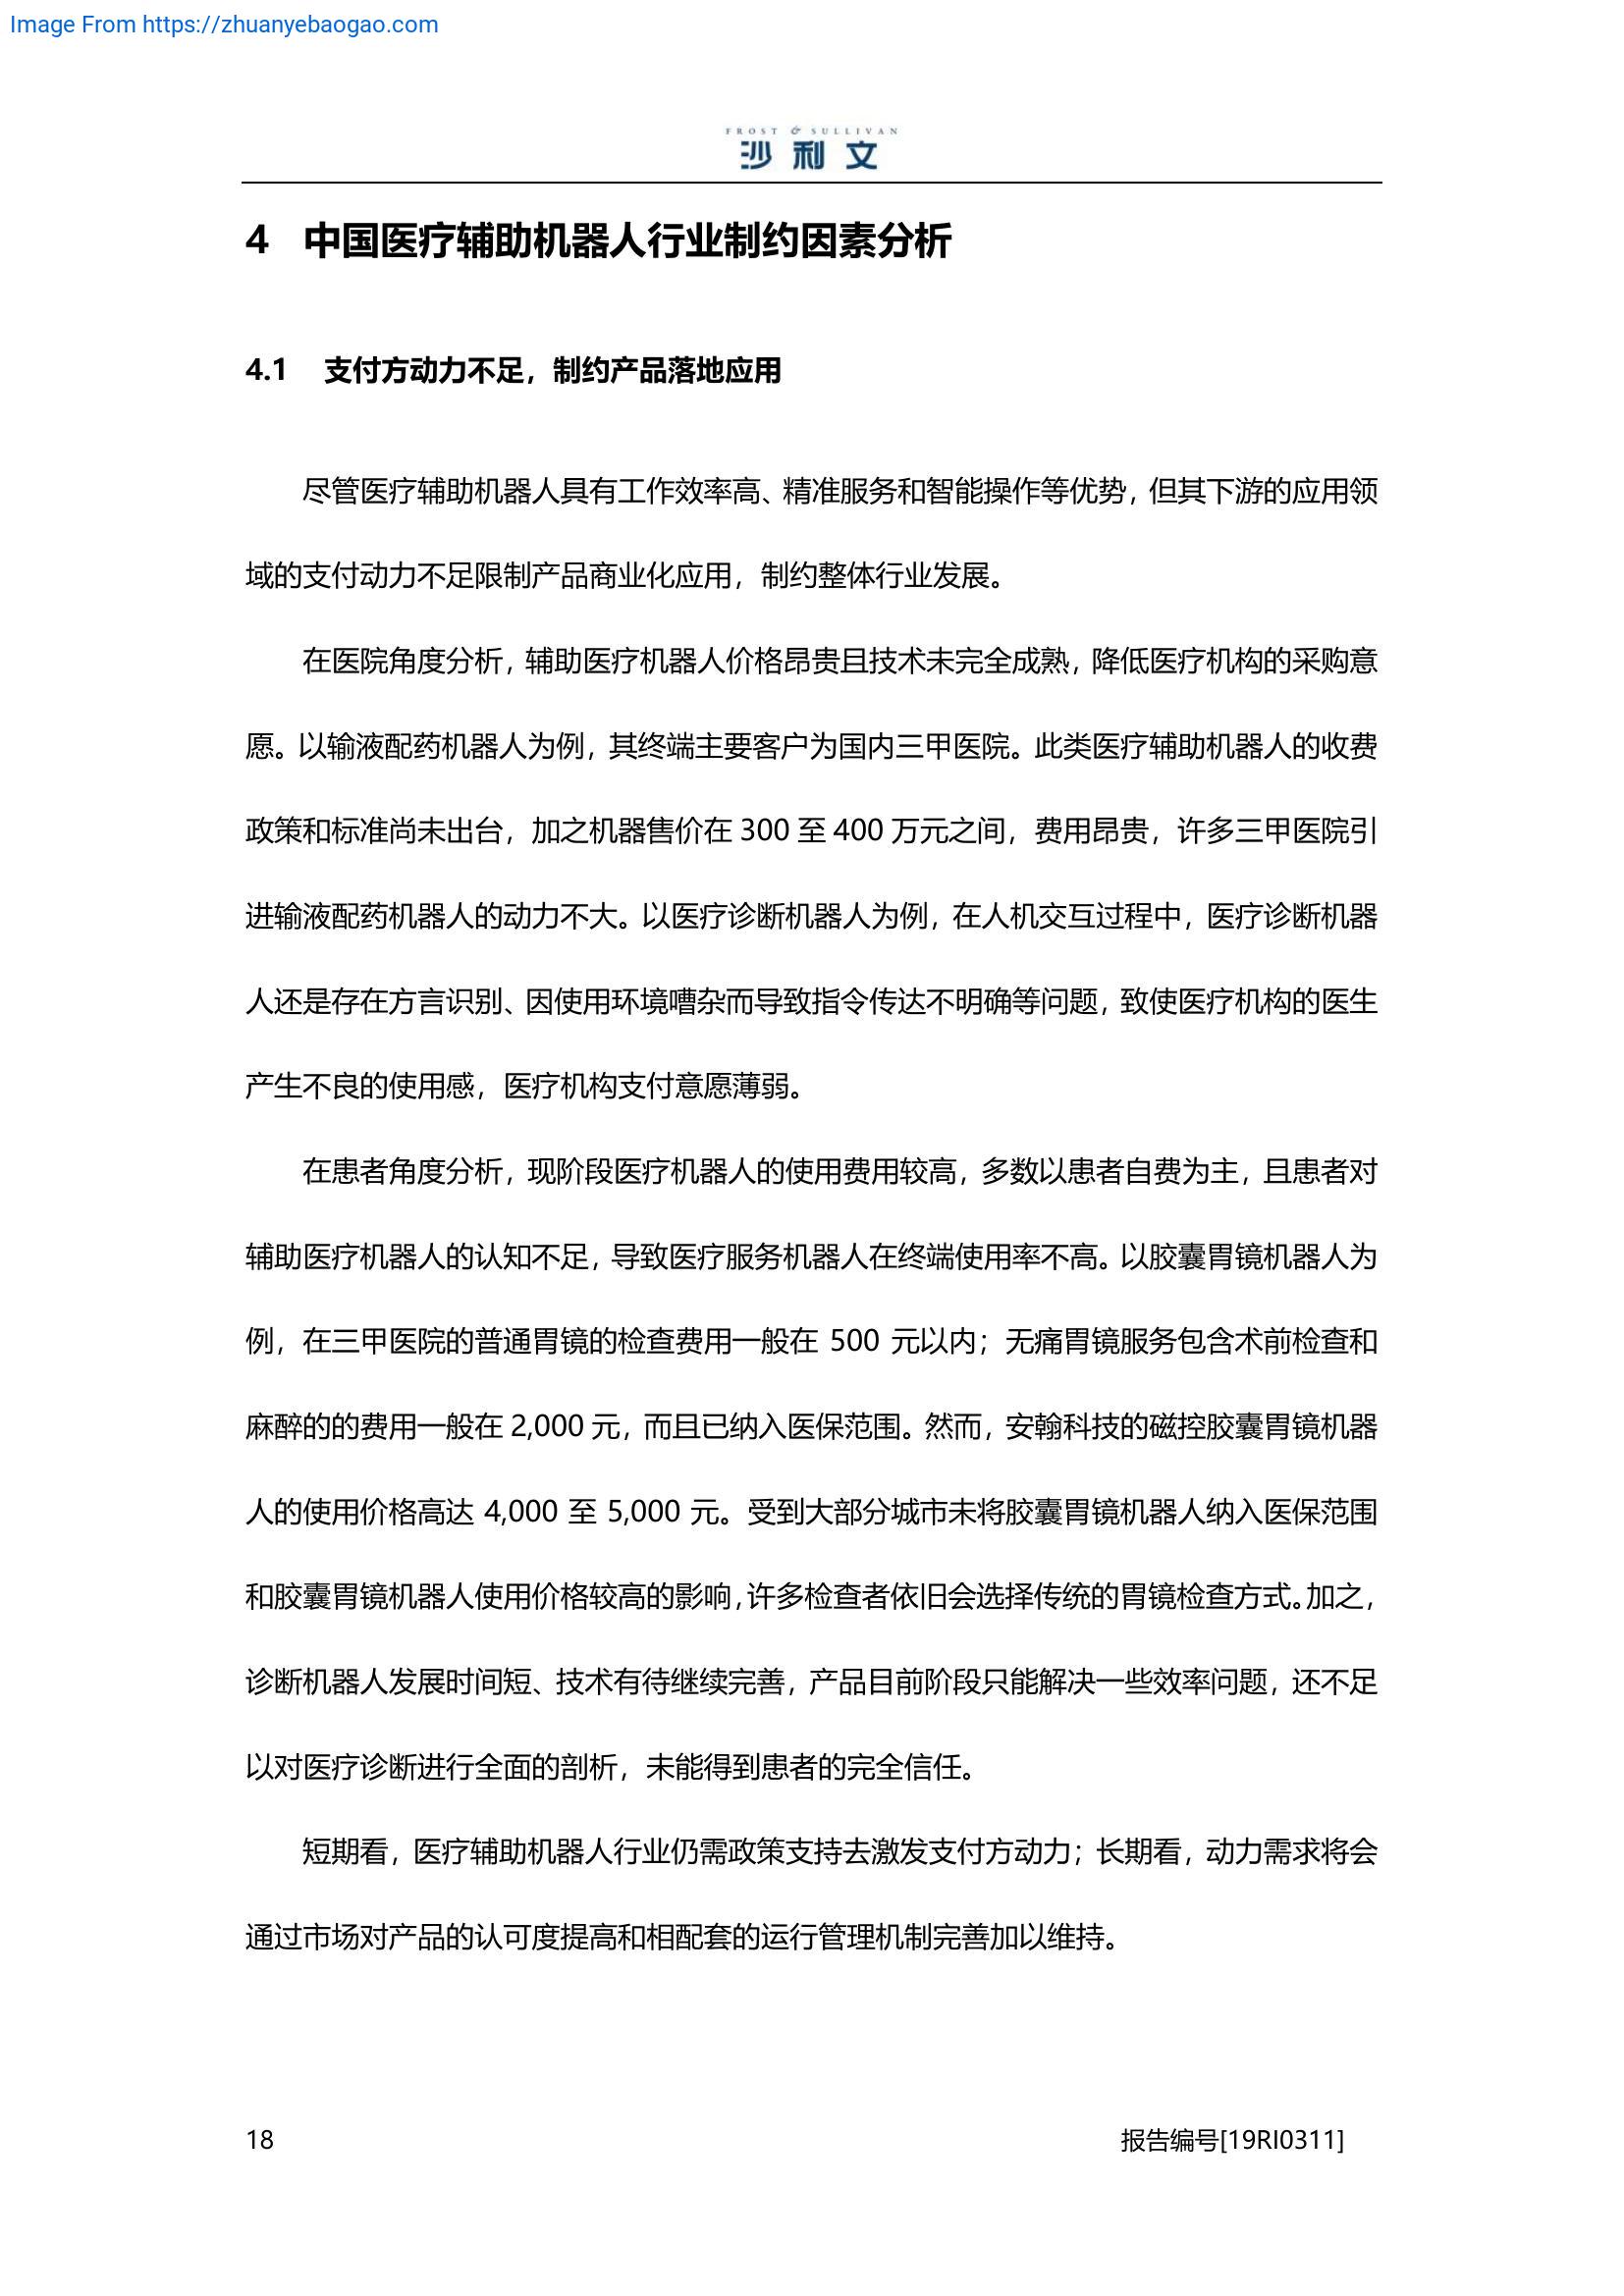 Image From https://zhuanyebaogao.com
FROST & SULLIVAN
沙利文
4 中国医疗辅助机器人行业制约因素分析
4.1 支付方动力不足，制约产品落地应用
尽管医疗辅助机器人具有工作效率高、精准服务和智能操作等优势，但其下游的应用领
域的支付动力不足限制产品商业化应用，制约整体行业发展。
在医院角度分析，辅助医疗机器人价格昂贵且技术未完全成熟，降低医疗机构的采购意
愿。以输液配药机器人为例，其终端主要客户为国内三甲医院。此类医疗辅助机器人的收费
政策和标准尚未出台，加之机器售价在 300 至 400 万元之间，费用昂贵，许多三甲医院引
进输液配药机器人的动力不大。以医疗诊断机器人为例，在人机交互过程中，医疗诊断机器
人还是存在方言识别、因使用环境嘈杂而导致指令传达不明确等问题，致使医疗机构的医生
产生不良的使用感，医疗机构支付意愿薄弱。
在患者角度分析，现阶段医疗机器人的使用费用较高，多数以患者自费为主，且患者对
辅助医疗机器人的认知不足，导致医疗服务机器人在终端使用率不高。以胶囊胃镜机器人为
例，在三甲医院的普通胃镜的检查费用一般在 500 元以内；无痛胃镜服务包含术前检查和
麻醉的的费用一般在 2,000 元，而且已纳入医保范围。然而，安翰科技的磁控胶囊胃镜机器
人的使用价格高达 4,000 至 5,000 元。受到大部分城市未将胶囊胃镜机器人纳入医保范围
和胶囊胃镜机器人使用价格较高的影响，许多检查者依旧会选择传统的胃镜检查方式。加之，
诊断机器人发展时间短、技术有待继续完善，产品目前阶段只能解决一些效率问题，还不足
以对医疗诊断进行全面的剖析，未能得到患者的完全信任。
短期看，医疗辅助机器人行业仍需政策支持去激发支付方动力；长期看，动力需求将会
通过市场对产品的认可度提高和相配套的运行管理机制完善加以维持。
18 报告编号[19RI0311]